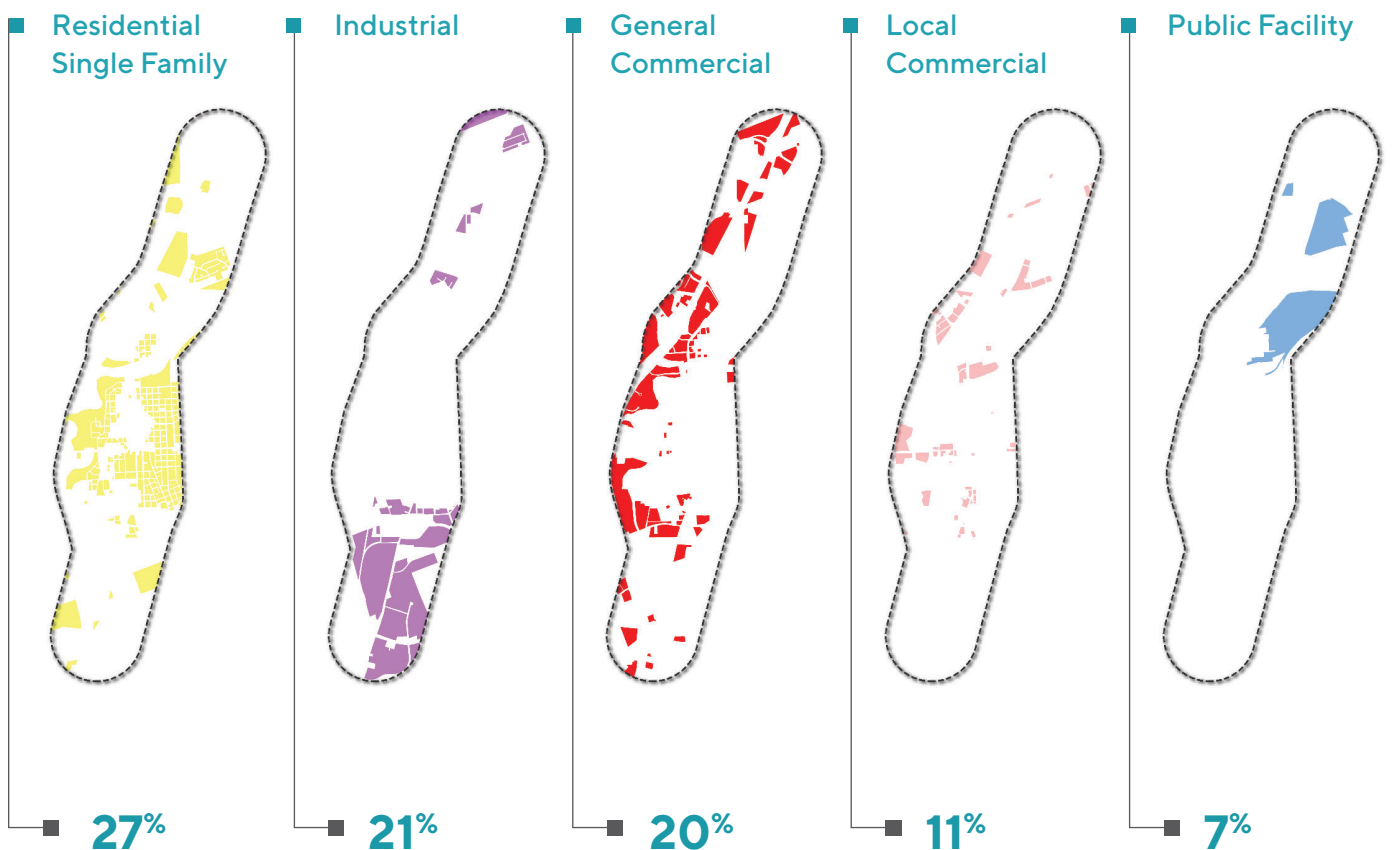 Residential
Single Family
Industrial
General
Commercial
Local
Commercial
Public Facility
27%
21%
20%
11%
7%